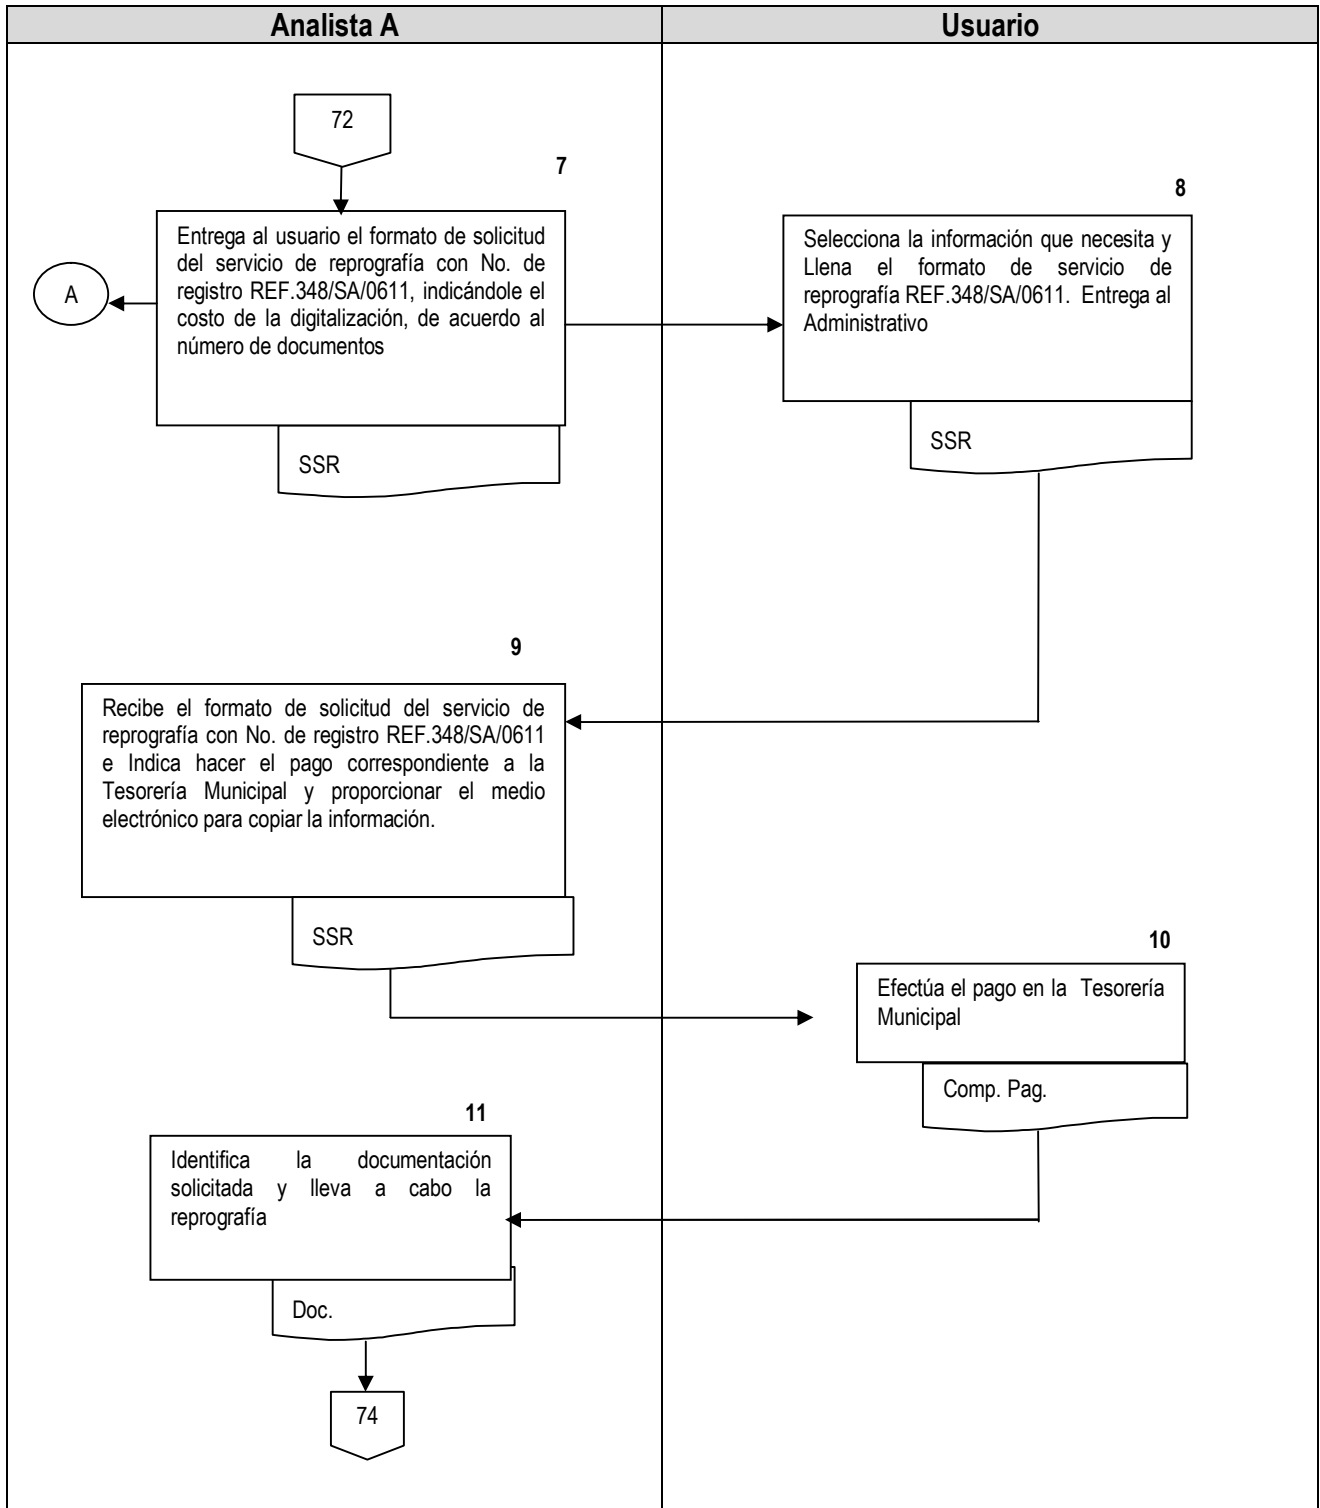 Analista A
Usuario
72
7
Entrega al usuario el formato de solicitud
del servicio de reprografía con No. de
registro REF.348/SA/0611, indicándole el
costo de la digitalización, de acuerdo al
número de documentos
A
SSR
8
Selecciona la información que necesita y
Llena el formato de servicio de
reprografía REF.348/SA/0611. Entrega al
Administrativo
SSR
9
Recibe el formato de solicitud del servicio de
reprografía con No. de registro REF.348/SA/0611
e Indica hacer el pago correspondiente a la
Tesorería Municipal y proporcionar el medio
electrónico para copiar la información.
SSR
10
Efectúa el pago en la Tesorería
Municipal
Comp. Pag.
11
Identifica la documentación
solicitada y lleva a cabo la
reprografía
Doc.
74